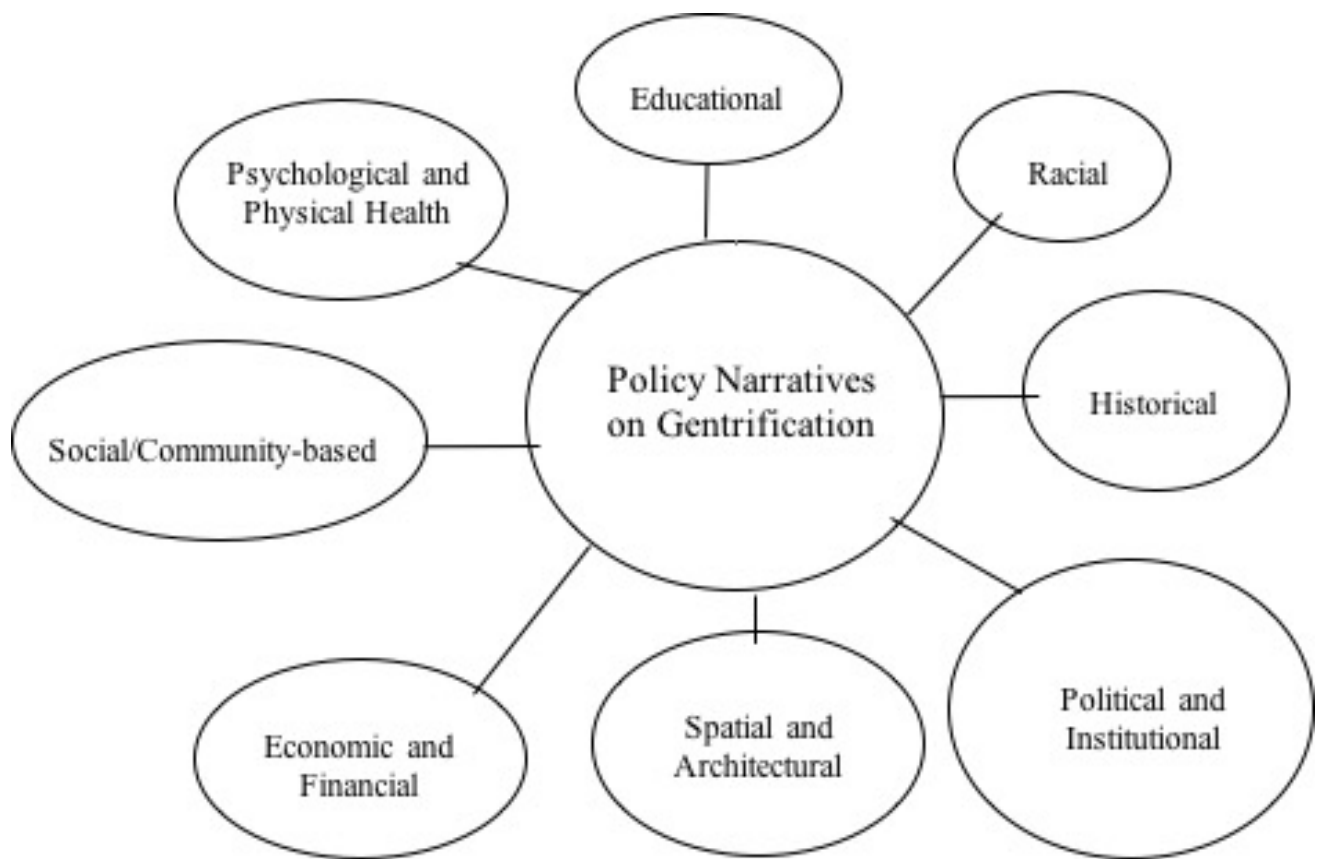 Educational
Psychological and
Physical Health
Racial
Policy Narratives
on Gentrification
Historical
Social/Community-based
Political and
Institutional
Spatial and
Architectural
Economic and
Financial